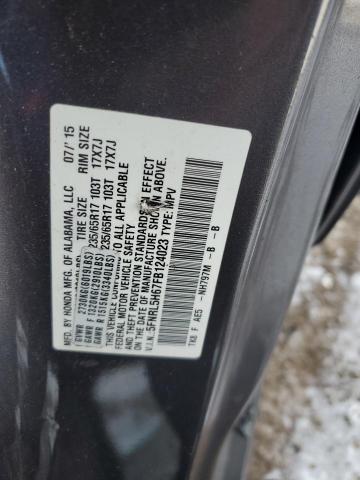 MFD. BY HONDA MFG. OF ALABAMA, LLC 07/'15
TIRE SIZE RIM SIZE
GVWR 2730KG(6019LBS)
GAWR F 1320KG(2910LBS) 235/65R17 103T 17X7J
GAWR R 1515KG(3340LBS) 235/65R17 103T 17X7J
THIS VEHICLE CONFORMS TO ALL APPLICABLE
FEDERAL MOTOR VEHICLE SAFETY AND THEFT
PREVENTION STANDARDS IN EFFECT
ON THE DATE OF MANUFACTURE SHOWN ABOVE.
V.I.N.:5FNRL5H67FB124023 TYPE: MPV
TK8 F AE5 -NH797M -B -B